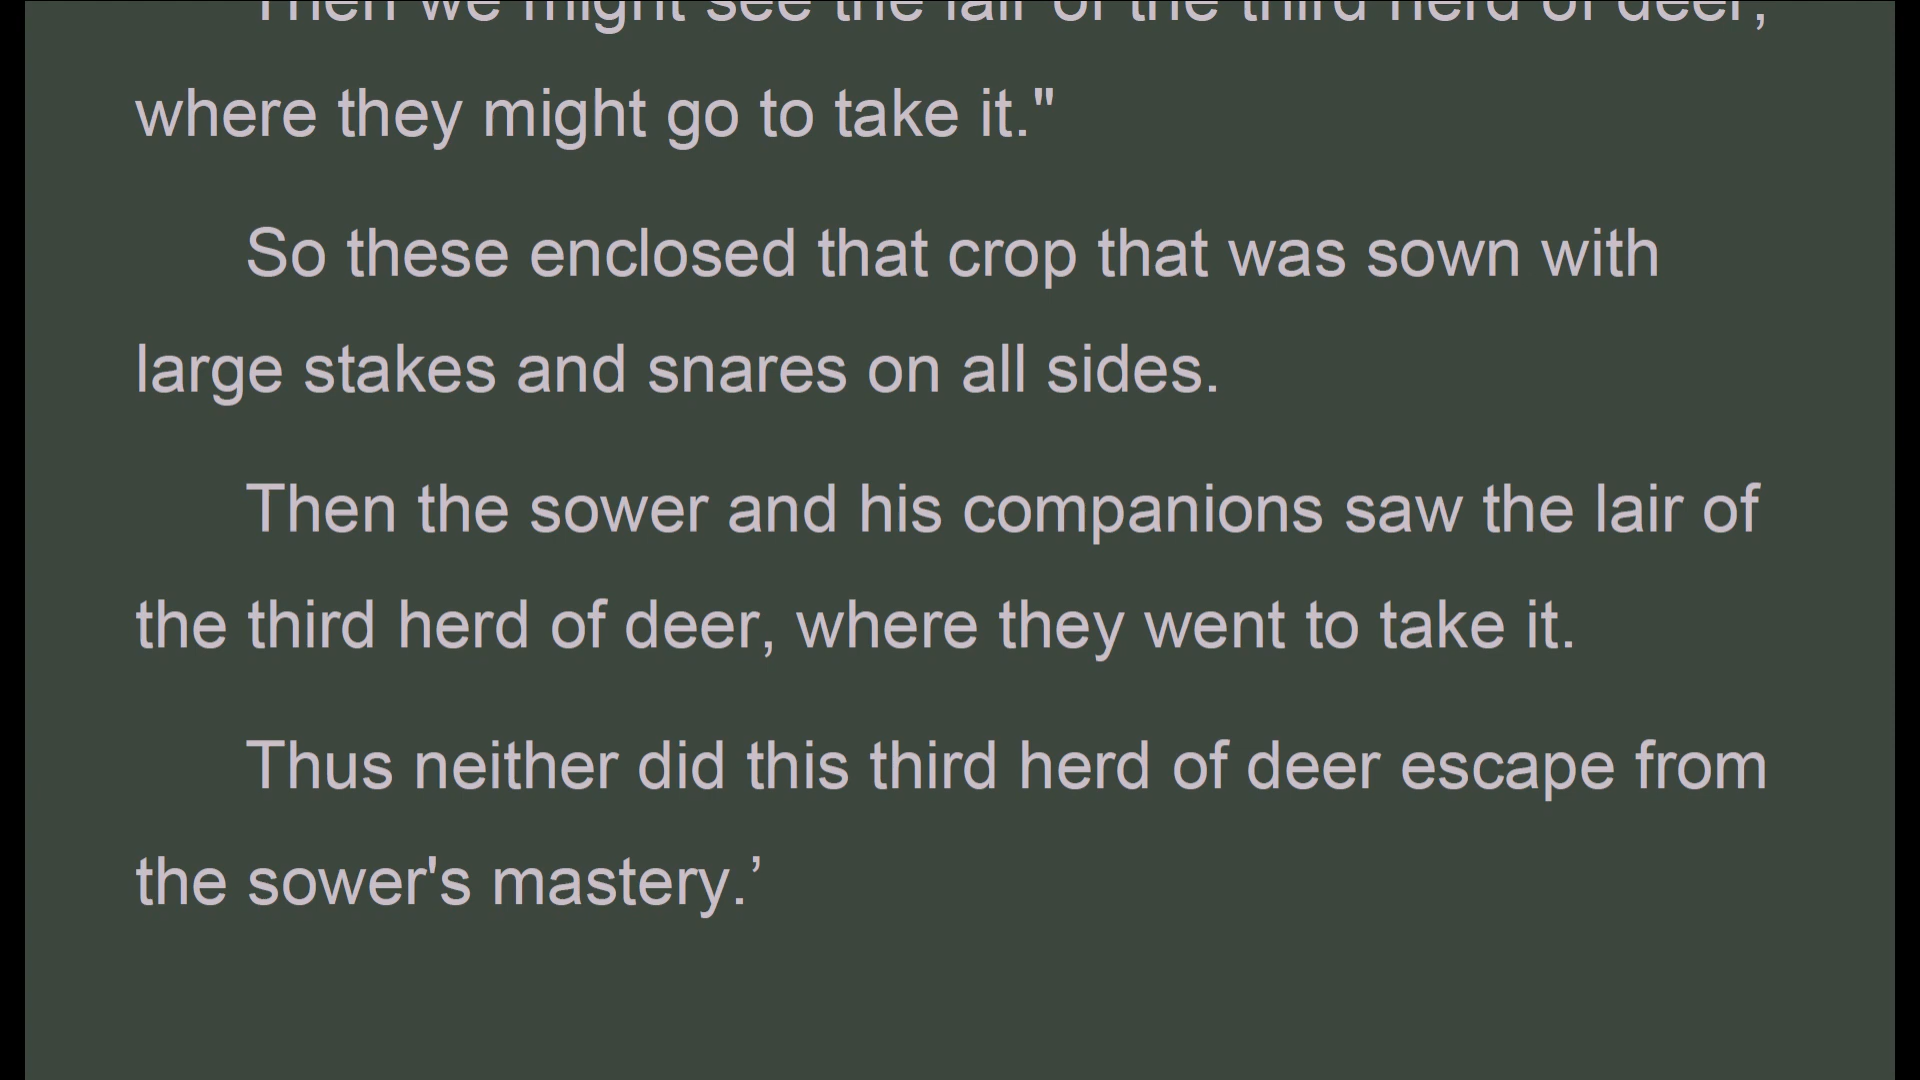 Then we might see the lair of the third herd of deer,
where they might go to take it."
So these enclosed that crop that was sown with
large stakes and snares on all sides.
Then the sower and his companions saw the lair of
the third herd of deer, where they went to take it.
Thus neither did this third herd of deer escape from
the sower's mastery.’